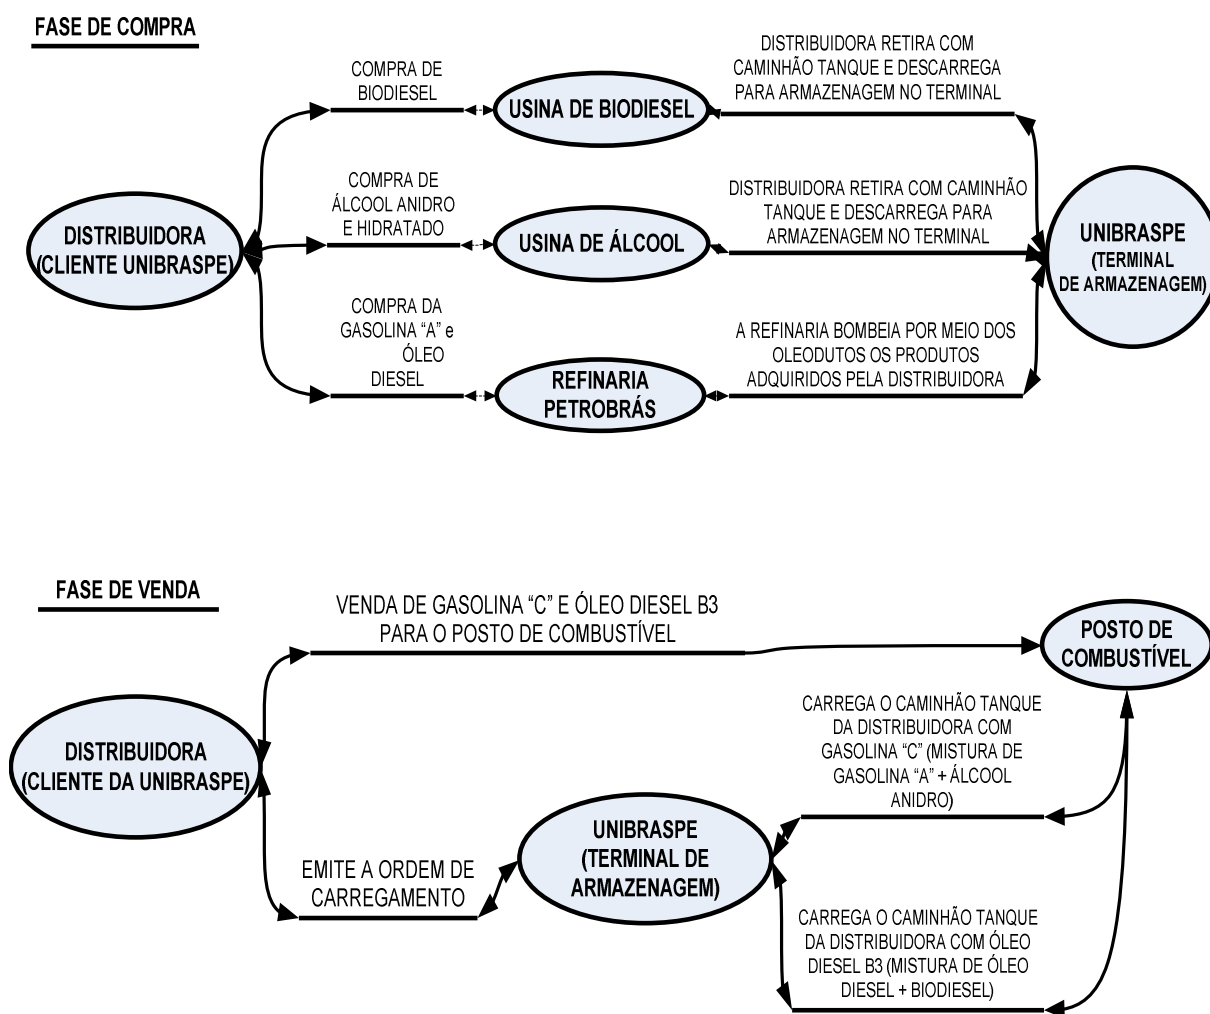 FASE DE COMPRA
COMPRA DE
BIODIESEL
USINA DE BIODIESEL
DISTRIBUIDORA RETIRA COM
CAMINHÃO TANQUE E DESCARREGA
PARA ARMAZENAGEM NO TERMINAL
DISTRIBUIDORA
(CLIENTE UNIBRASPE)
COMPRA DE
ÁLCOOL ANIDRO
E HIDRATADO
USINA DE ÁLCOOL
DISTRIBUIDORA RETIRA COM CAMINHÃO
TANQUE E DESCARREGA PARA
ARMAZENAGEM NO TERMINAL
UNIBRASPE
(TERMINAL
DE ARMAZENAGEM)
COMPRA DA
GASOLINA “A” e
ÓLEO
DIESEL
REFINARIA
PETROBRÁS
A REFINARIA BOMBEIA POR MEIO DOS
OLEODUTOS OS PRODUTOS
ADQUIRIDOS PELA DISTRIBUIDORA
FASE DE VENDA
VENDA DE GASOLINA “C” E ÓLEO DIESEL B3
PARA O POSTO DE COMBUSTÍVEL
POSTO DE
COMBUSTÍVEL
DISTRIBUIDORA
(CLIENTE DA UNIBRASPE)
CARREGA O CAMINHÃO TANQUE
DA DISTRIBUIDORA COM
GASOLINA “C” (MISTURA DE
GASOLINA “A” + ÁLCOOL
ANIDRO)
EMITE A ORDEM DE
CARREGAMENTO
UNIBRASPE
(TERMINAL DE
ARMAZENAGEM)
CARREGA O CAMINHÃO TANQUE
DA DISTRIBUIDORA COM ÓLEO
DIESEL B3 (MISTURA DE ÓLEO
DIESEL + BIODIESEL)